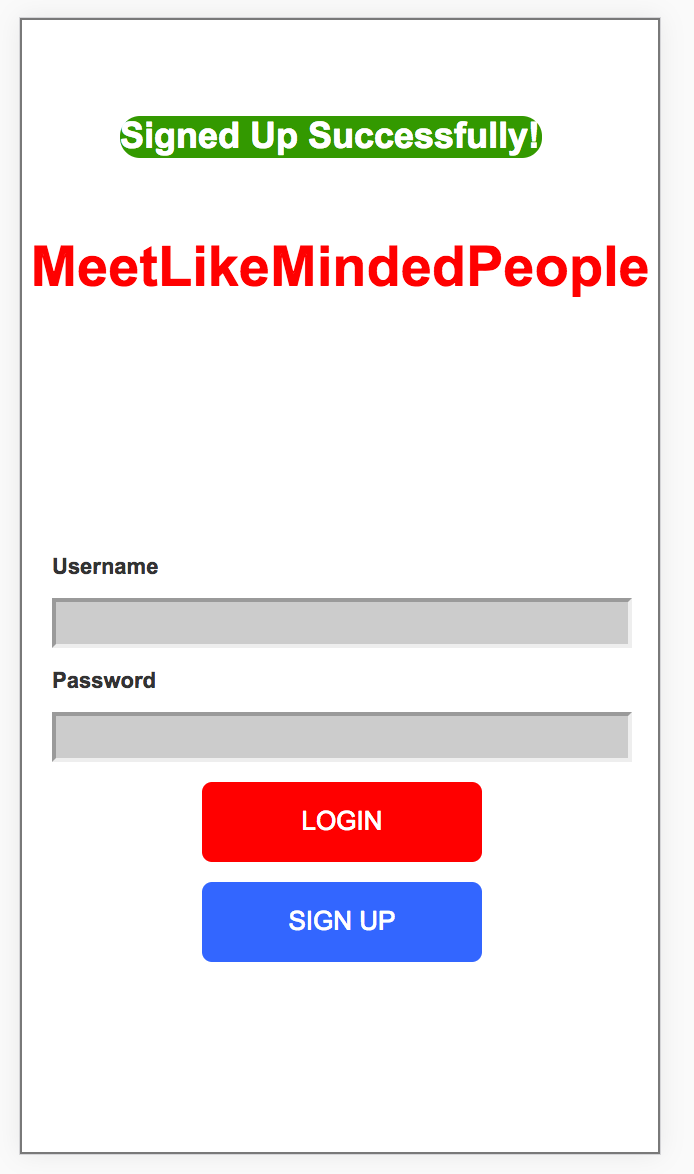 Signed Up Successfully!
MeetLikeMindedPeople
Username
Password
LOGIN
SIGN UP